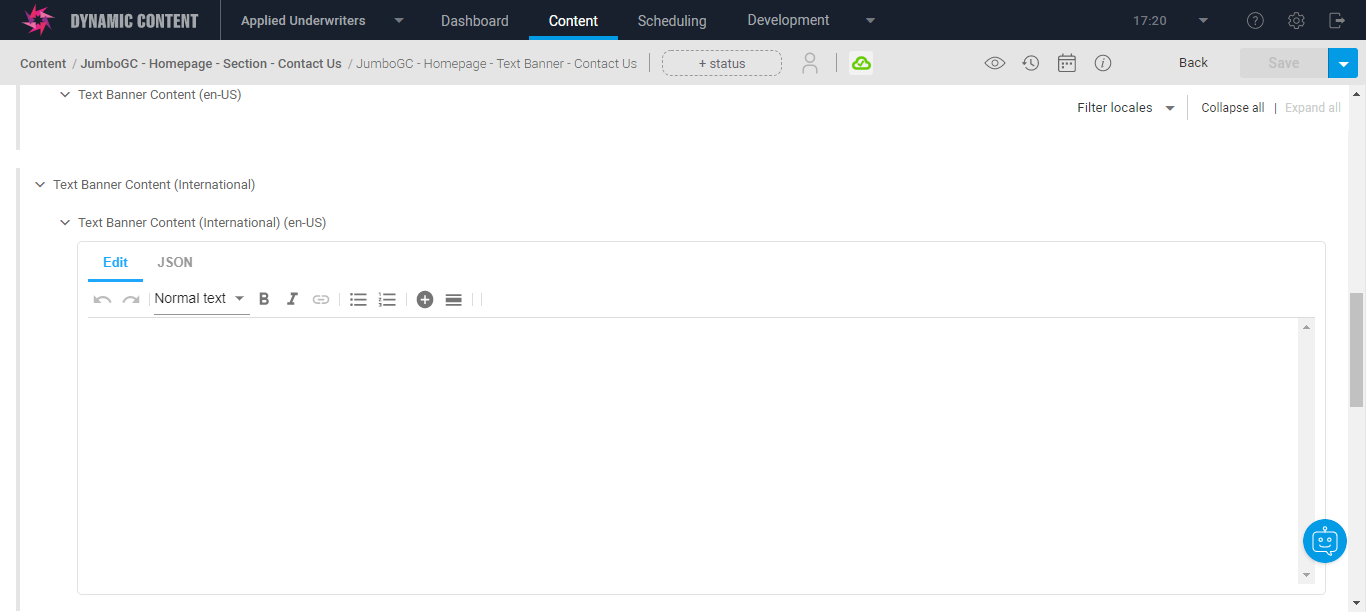 DYNAMIC CONTENT
Applied Underwriters
Dashboard
Content
Scheduling
Development
17:20
Content / JumboGC - Homepage - Section - Contact Us / JumboGC - Homepage - Text Banner - Contact Us
+ status
Back
Save
Text Banner Content (en-US)
Filter locales
Collapse all | Expand all
Text Banner Content (International)
Text Banner Content (International) (en-US)
Edit
JSON
Normal text